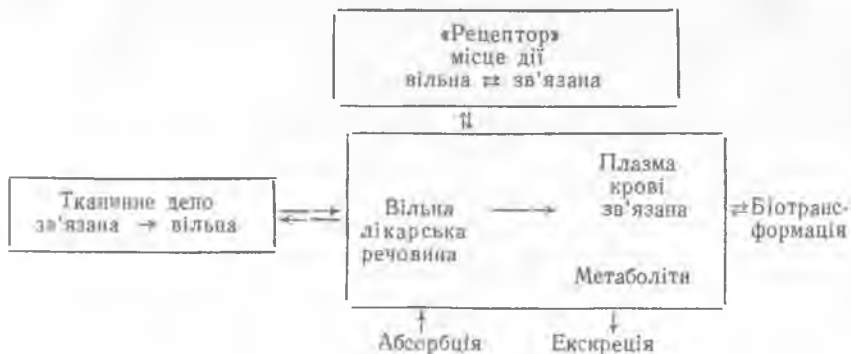 «Рецептор»
місце дії
вільна ⇄ зв'язана
⇅
Тканинне депо
зв'язана → вільна
Вільна
лікарська
речовина
Плазма
крові
зв'язана
Метаболіти
⇄ Біотранс-
формація
Абсорбція
Екскреція